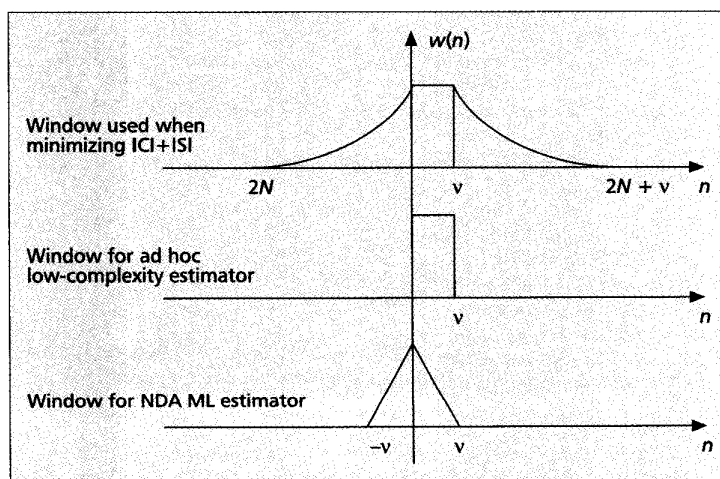 w(n)
Window used when
minimizing ICI+ISI
2N
ν
2N + ν
n
Window for ad hoc
low-complexity estimator
ν
n
Window for NDA ML estimator
–ν
ν
n